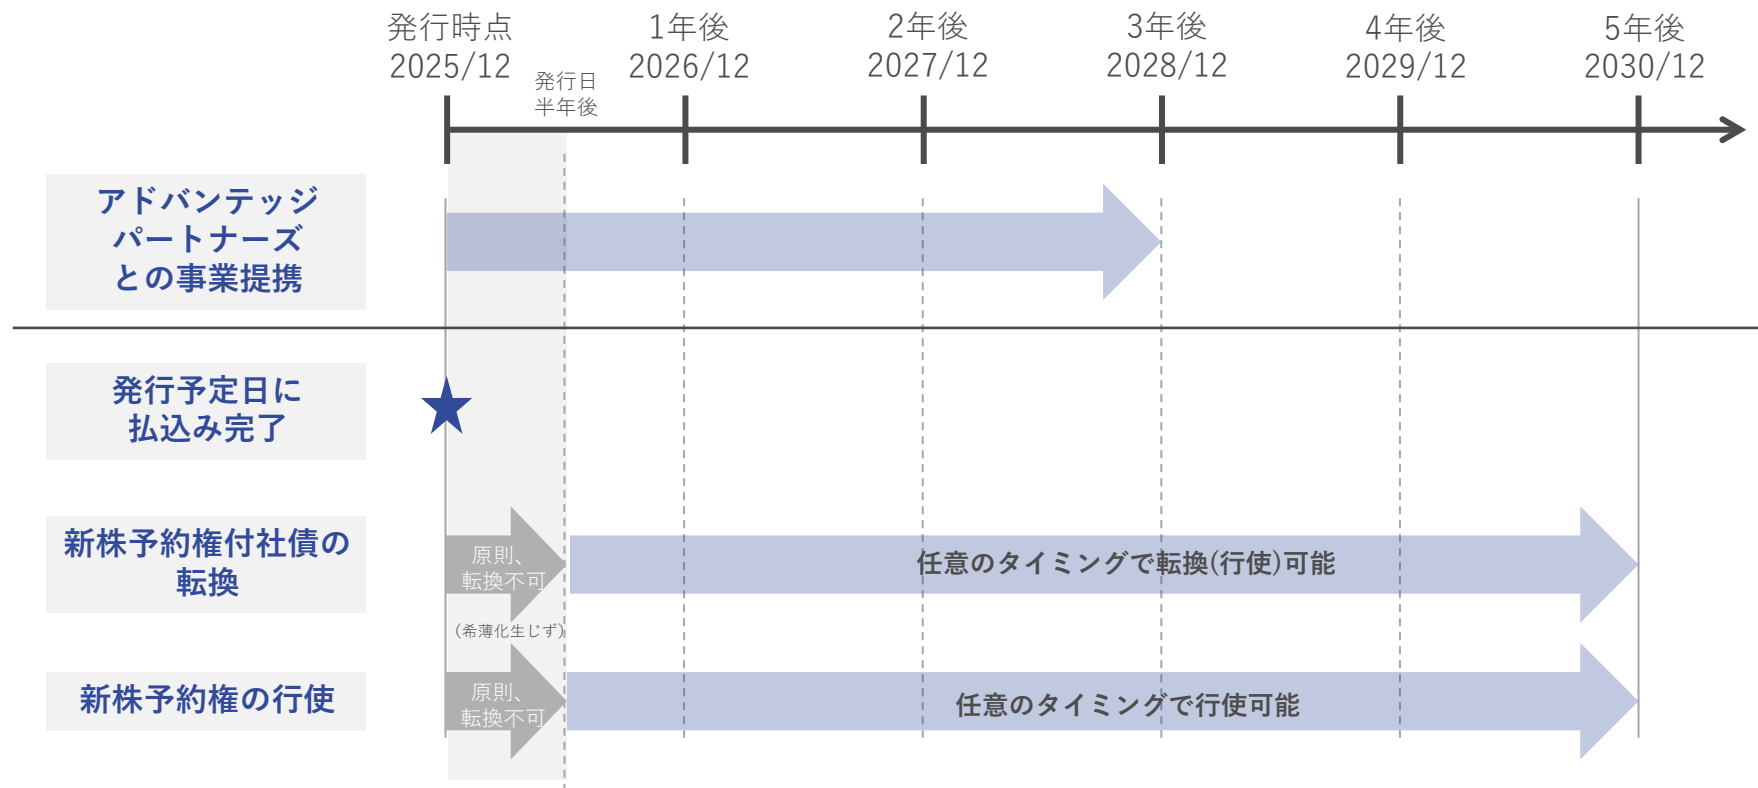 発行時点
2025/12
発行日
半年後
1年後
2026/12
2年後
2027/12
3年後
2028/12
4年後
2029/12
5年後
2030/12
アドバンテッジ
パートナーズ
との事業提携
発行予定日に
払込み完了
新株予約権付社債の
転換
原則、
転換不可
任意のタイミングで転換(行使)可能
(希薄化生じず)
新株予約権の行使
原則、
転換不可
任意のタイミングで行使可能